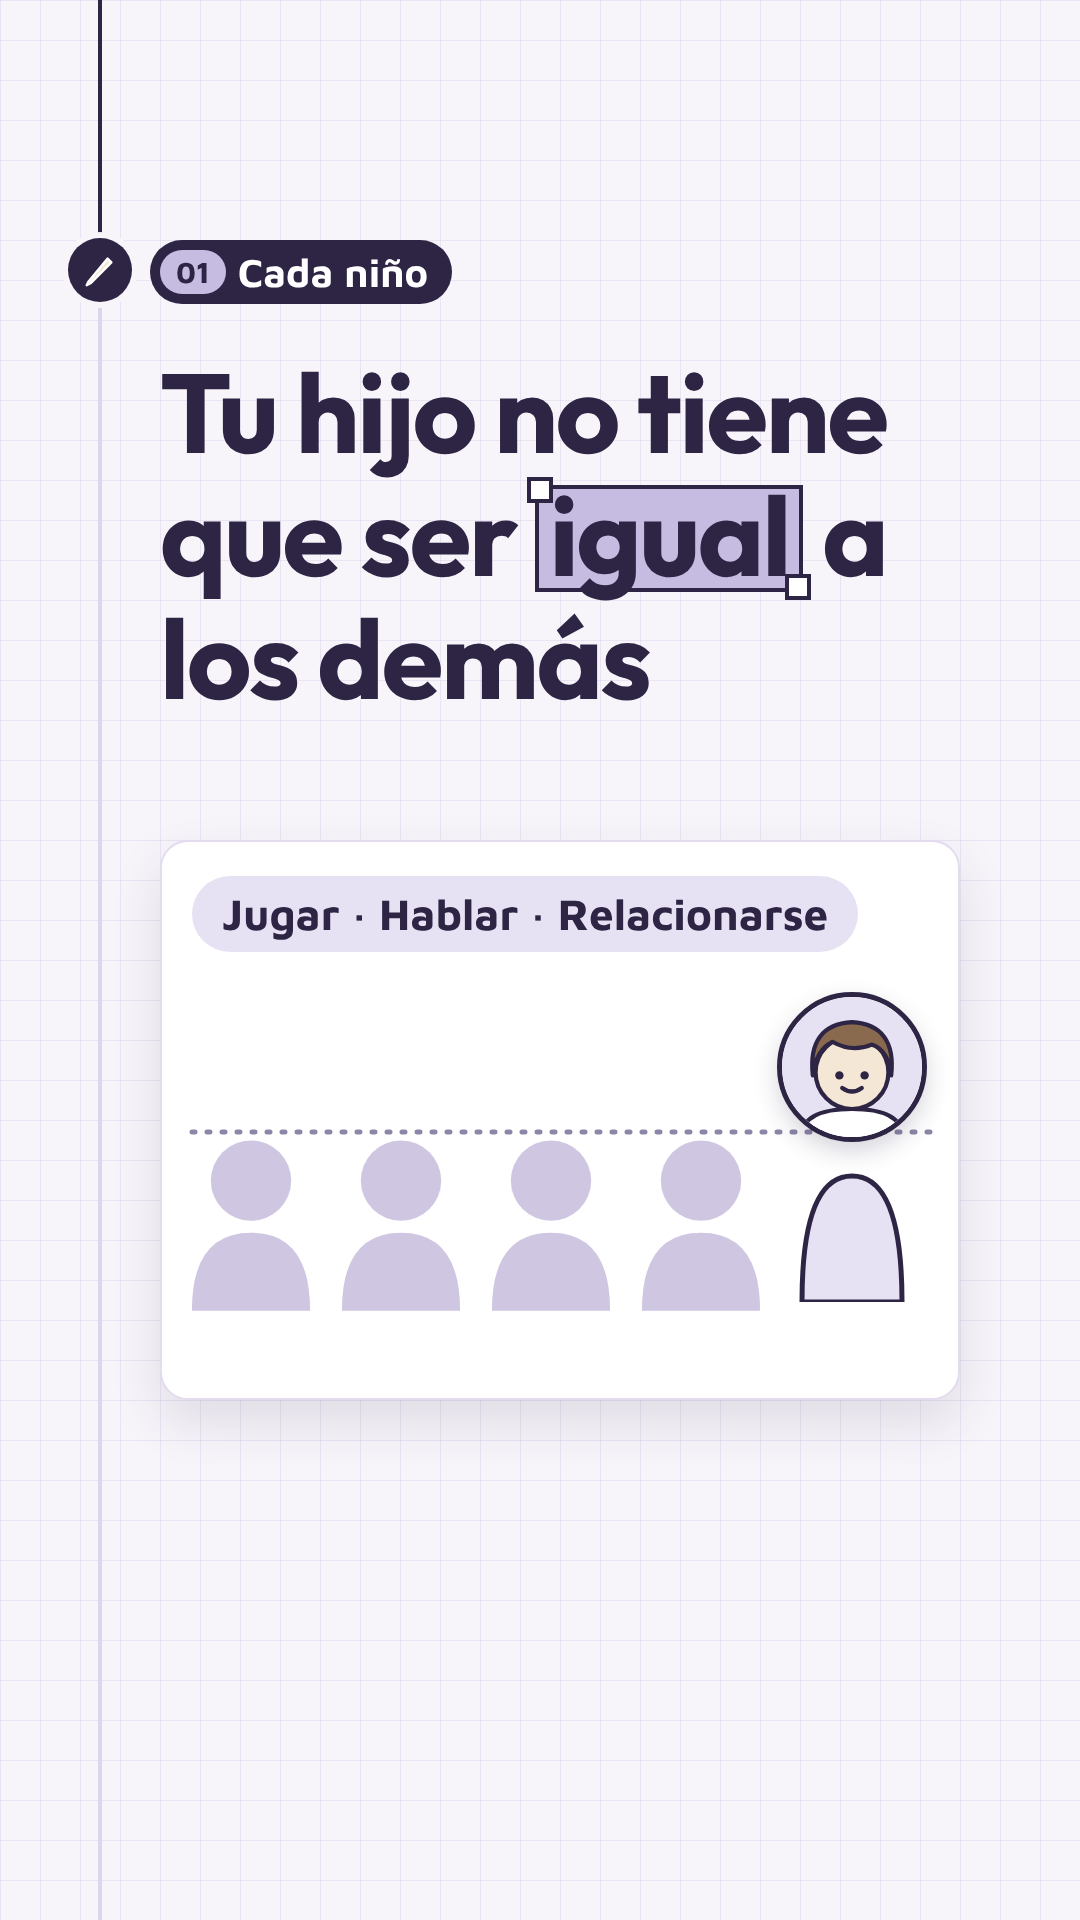 01 Cada niño
Tu hijo no tiene
que ser igual a
los demás
Jugar · Hablar · Relacionarse